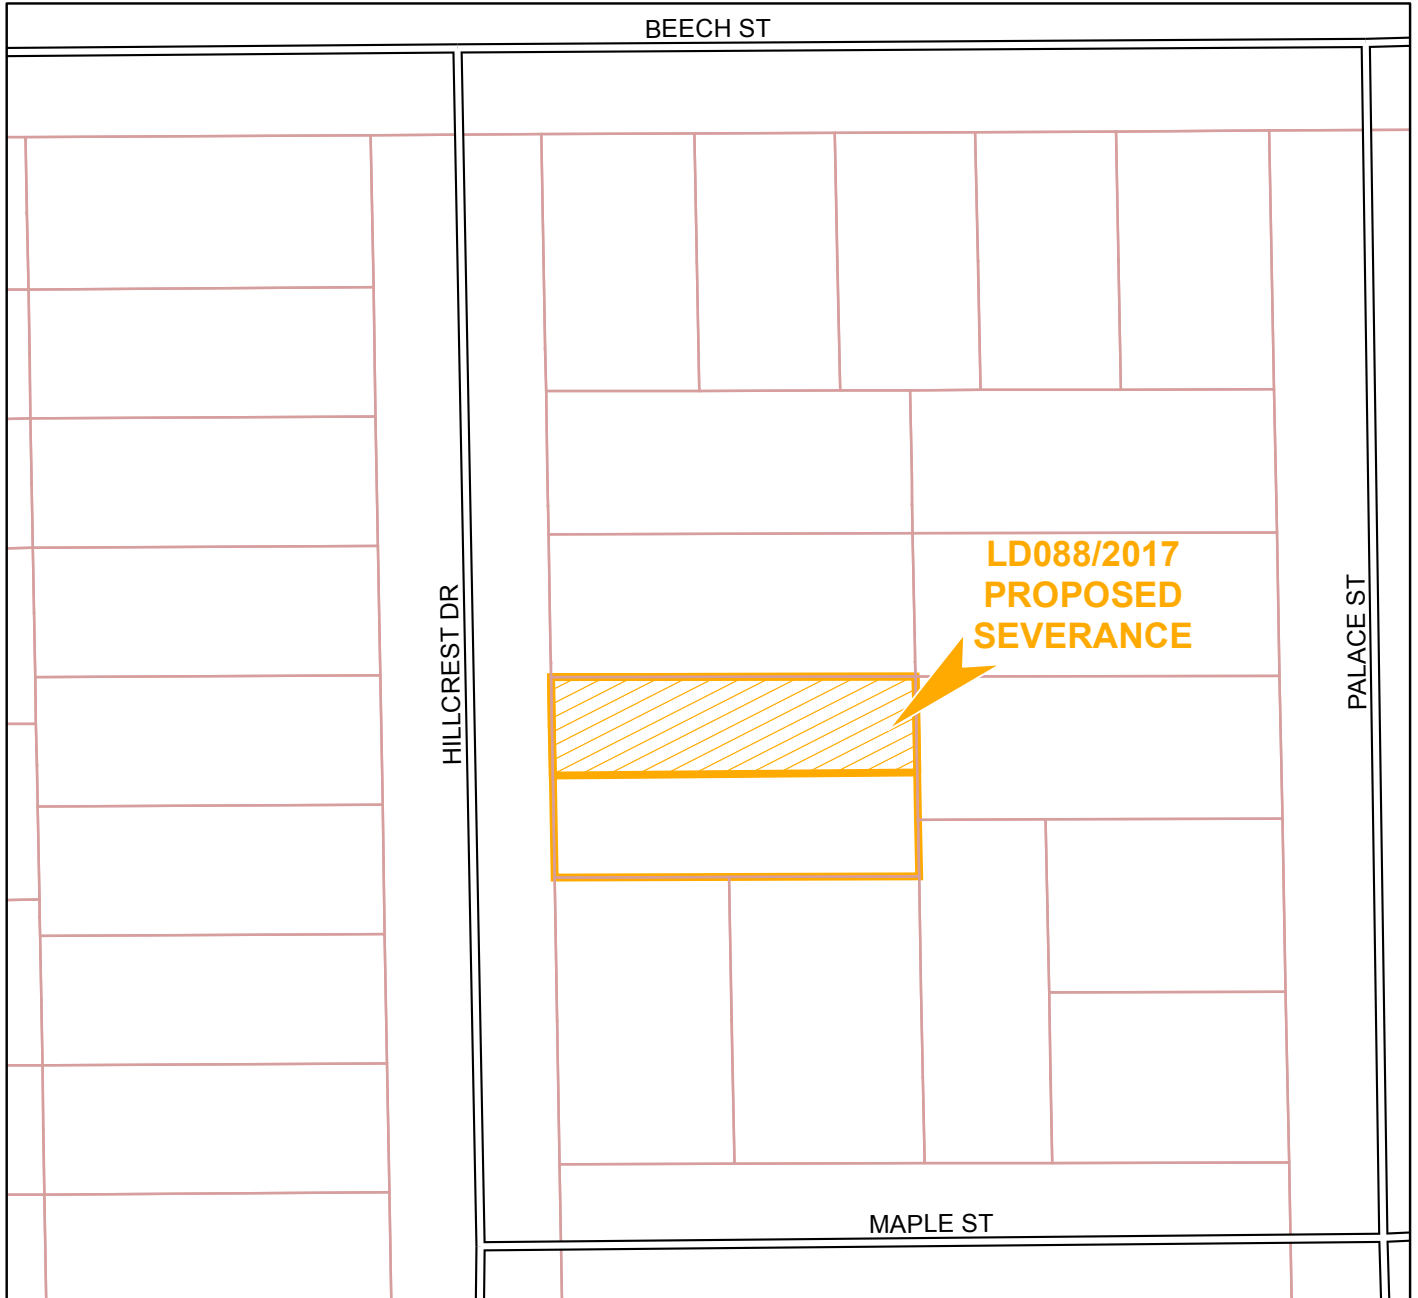 BEECH ST
LD088/2017
PROPOSED
SEVERANCE
HILLCREST DR
PALACE ST
MAPLE ST